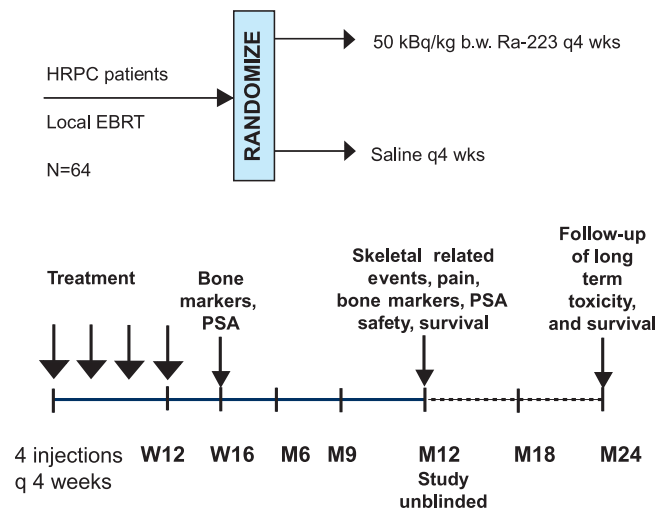 HRPC patients
Local EBRT
N=64
RANDOMIZE
50 kBq/kg b.w. Ra-223 q4 wks
Saline q4 wks
Treatment
Bone
markers,
PSA
Skeletal related
events, pain,
bone markers, PSA
safety, survival
Follow-up
of long
term
toxicity,
and survival
4 injections
q 4 weeks
W12
W16
M6
M9
M12
Study
unblinded
M18
M24